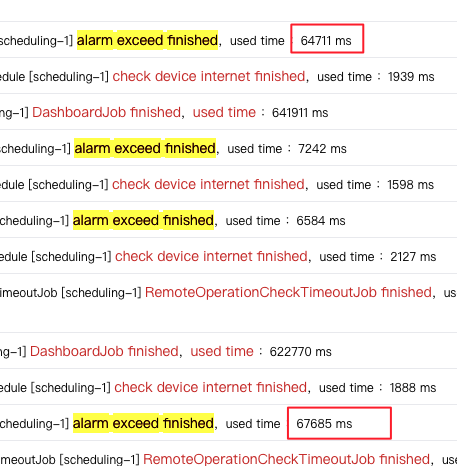 scheduling-1] alarm exceed finished, used time : 64711 ms
edule [scheduling-1] check device internet finished, used time : 1939 ms
ng-1] DashboardJob finished, used time : 641911 ms
scheduling-1] alarm exceed finished, used time : 7242 ms
edule [scheduling-1] check device internet finished, used time : 1598 ms
scheduling-1] alarm exceed finished, used time : 6584 ms
edule [scheduling-1] check device internet finished, used time : 2127 ms
imeoutJob [scheduling-1] RemoteOperationCheckTimeoutJob finished, us
ng-1] DashboardJob finished, used time : 622770 ms
edule [scheduling-1] check device internet finished, used time : 1888 ms
scheduling-1] alarm exceed finished, used time 67685 ms
imeoutJob [scheduling-1] RemoteOperationCheckTimeoutJob finished, use